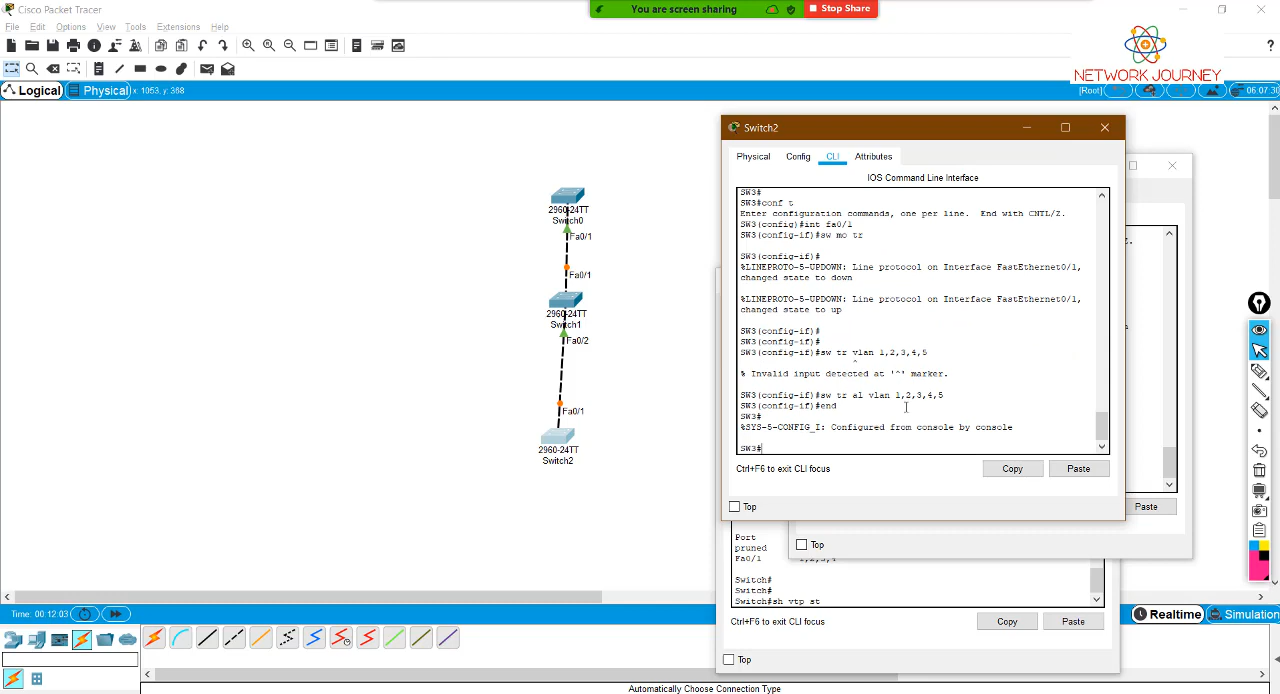 Cisco Packet Tracer
You are screen sharing
Stop Share
File Edit Options View Tools Extensions Help
NETWORK JOURNEY
Logical Physical x: 1053, y: 368
[Root]
06:07:30
Switch2
Physical Config CLI Attributes
IOS Command Line Interface
SW3#
SW3#conf t
Enter configuration commands, one per line. End with CNTL/Z.
SW3(config)#int fa0/1
SW3(config-if)#sw mo tr
SW3(config-if)#
%LINEPROTO-5-UPDOWN: Line protocol on Interface FastEthernet0/1,
changed state to down
%LINEPROTO-5-UPDOWN: Line protocol on Interface FastEthernet0/1,
changed state to up
SW3(config-if)#
SW3(config-if)#
SW3(config-if)#sw tr vlan 1,2,3,4,5
^
% Invalid input detected at '^' marker.
SW3(config-if)#sw tr al vlan 1,2,3,4,5
SW3(config-if)#end
SW3#
%SYS-5-CONFIG_I: Configured from console by console
SW3#
Ctrl+F6 to exit CLI focus
Copy
Paste
Top
2960-24TT
Switch0
Fa0/1
Fa0/1
2960-24TT
Switch1
Fa0/2
Fa0/1
2960-24TT
Switch2
Paste
Top
Port
pruned
Fa0/1 1,2,3,4
Switch#
Switch#
Switch#sh vtp st
Ctrl+F6 to exit CLI focus
Copy
Paste
Top
Time: 00:12:03
Realtime
Simulation
Automatically Choose Connection Type